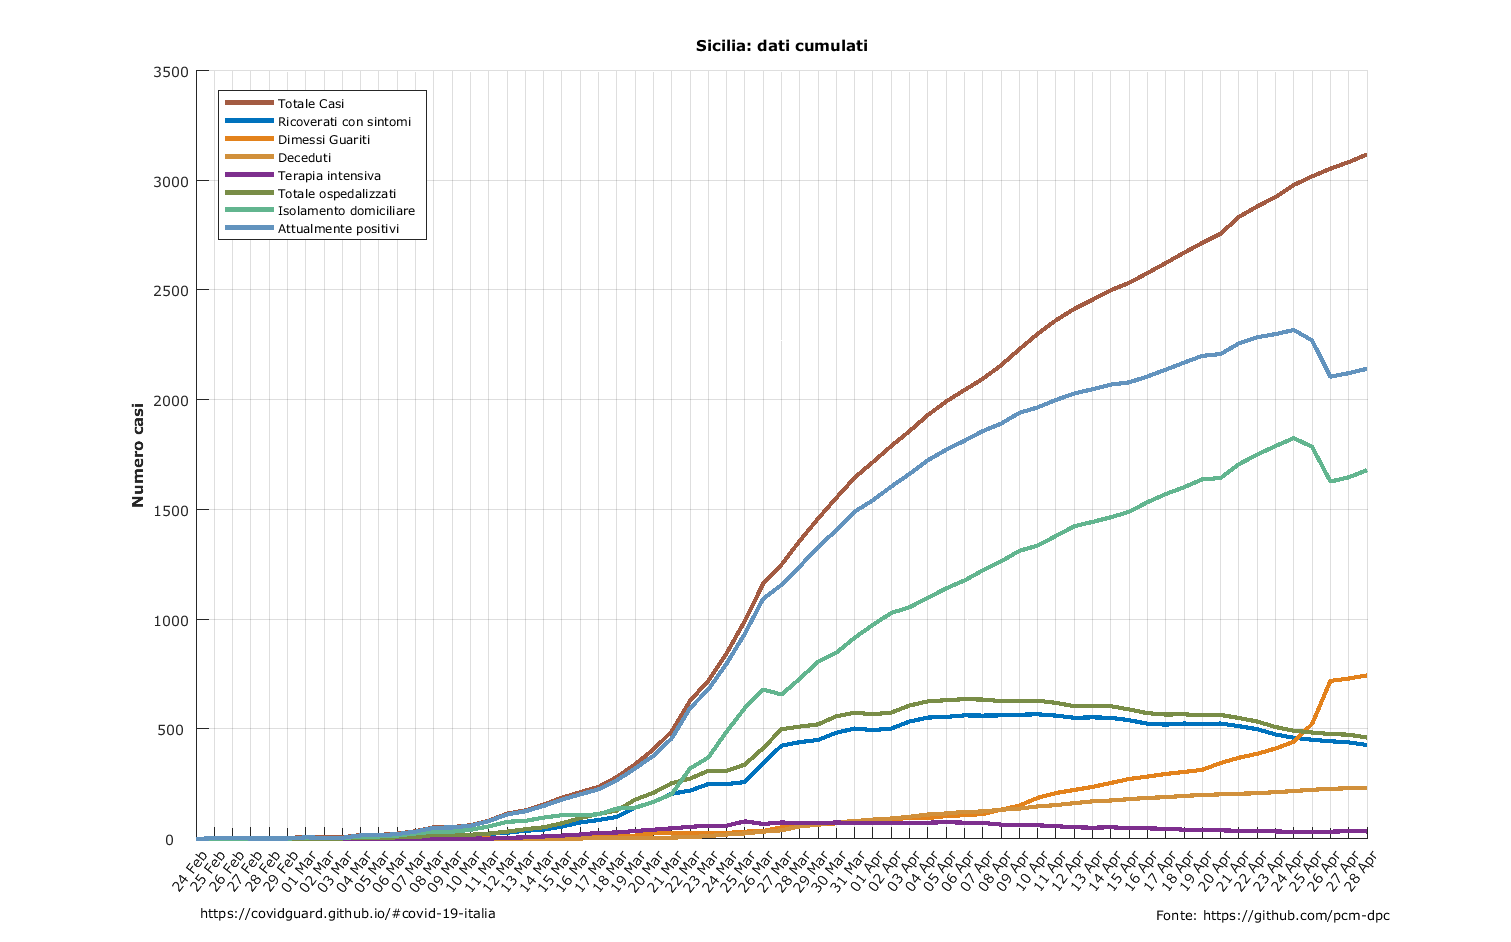 Sicilia: dati cumulati
3500
3000
2500
2000
1500
1000
500
0
Numero casi
Totale Casi
Ricoverati con sintomi
Dimessi Guariti
Deceduti
Terapia intensiva
Totale ospedalizzati
Isolamento domiciliare
Attualmente positivi
24 Feb
25 Feb
26 Feb
27 Feb
28 Feb
29 Feb
01 Mar
02 Mar
03 Mar
04 Mar
05 Mar
06 Mar
07 Mar
08 Mar
09 Mar
10 Mar
11 Mar
12 Mar
13 Mar
14 Mar
15 Mar
16 Mar
17 Mar
18 Mar
19 Mar
20 Mar
21 Mar
22 Mar
23 Mar
24 Mar
25 Mar
26 Mar
27 Mar
28 Mar
29 Mar
30 Mar
31 Mar
01 Apr
02 Apr
03 Apr
04 Apr
05 Apr
06 Apr
07 Apr
08 Apr
09 Apr
10 Apr
11 Apr
12 Apr
13 Apr
14 Apr
15 Apr
16 Apr
17 Apr
18 Apr
19 Apr
20 Apr
21 Apr
22 Apr
23 Apr
24 Apr
25 Apr
26 Apr
27 Apr
28 Apr
https://covidguard.github.io/#covid-19-italia
Fonte: https://github.com/pcm-dpc